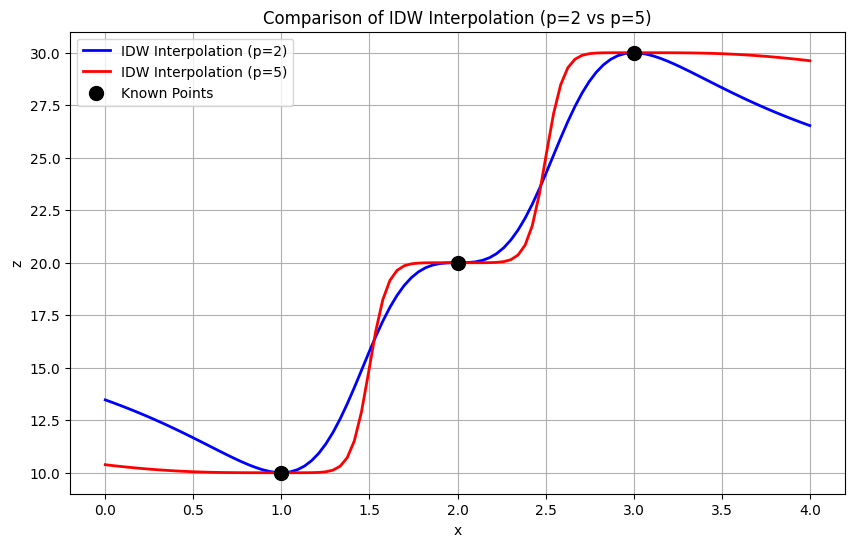 Comparison of IDW Interpolation (p=2 vs p=5)
IDW Interpolation (p=2)
IDW Interpolation (p=5)
Known Points
30.0
27.5
25.0
22.5
20.0
17.5
15.0
12.5
10.0
z
0.0 0.5 1.0 1.5 2.0 2.5 3.0 3.5 4.0
x